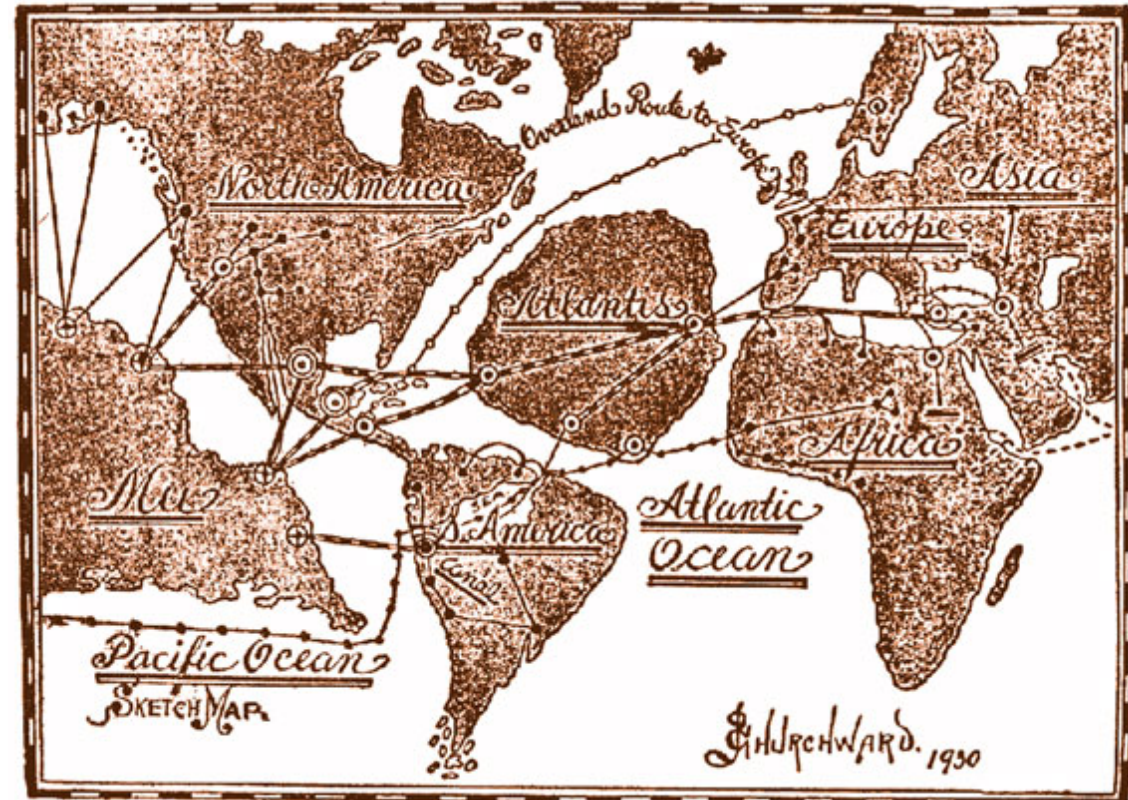 Overland Route to Europe
North America
Asia
Europe
Atlantis
Africa
Mu
S. America
Canal
Atlantic
Ocean
Pacific Ocean
SKETCH MAP.
J CHURCHWARD. 1930